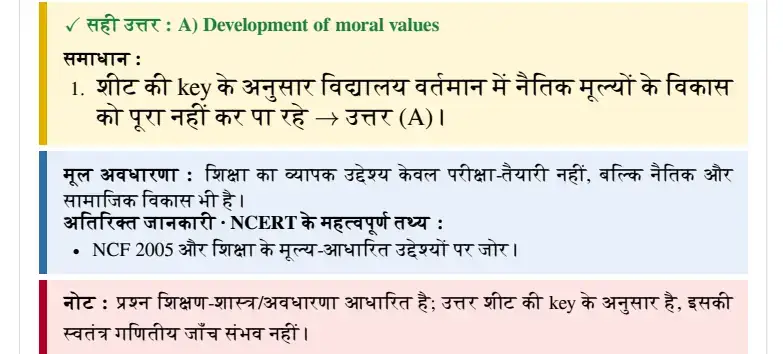 ✓ सही उत्तर : A) Development of moral values
समाधान :
1. शीट की key के अनुसार विद्यालय वर्तमान में नैतिक मूल्यों के विकास
को पूरा नहीं कर पा रहे → उत्तर (A)।
मूल अवधारणा : शिक्षा का व्यापक उद्देश्य केवल परीक्षा-तैयारी नहीं, बल्कि नैतिक और
सामाजिक विकास भी है।
अतिरिक्त जानकारी · NCERT के महत्वपूर्ण तथ्य :
• NCF 2005 और शिक्षा के मूल्य-आधारित उद्देश्यों पर जोर।
नोट : प्रश्न शिक्षण-शास्त्र/अवधारणा आधारित है; उत्तर शीट की key के अनुसार है, इसकी
स्वतंत्र गणितीय जाँच संभव नहीं।